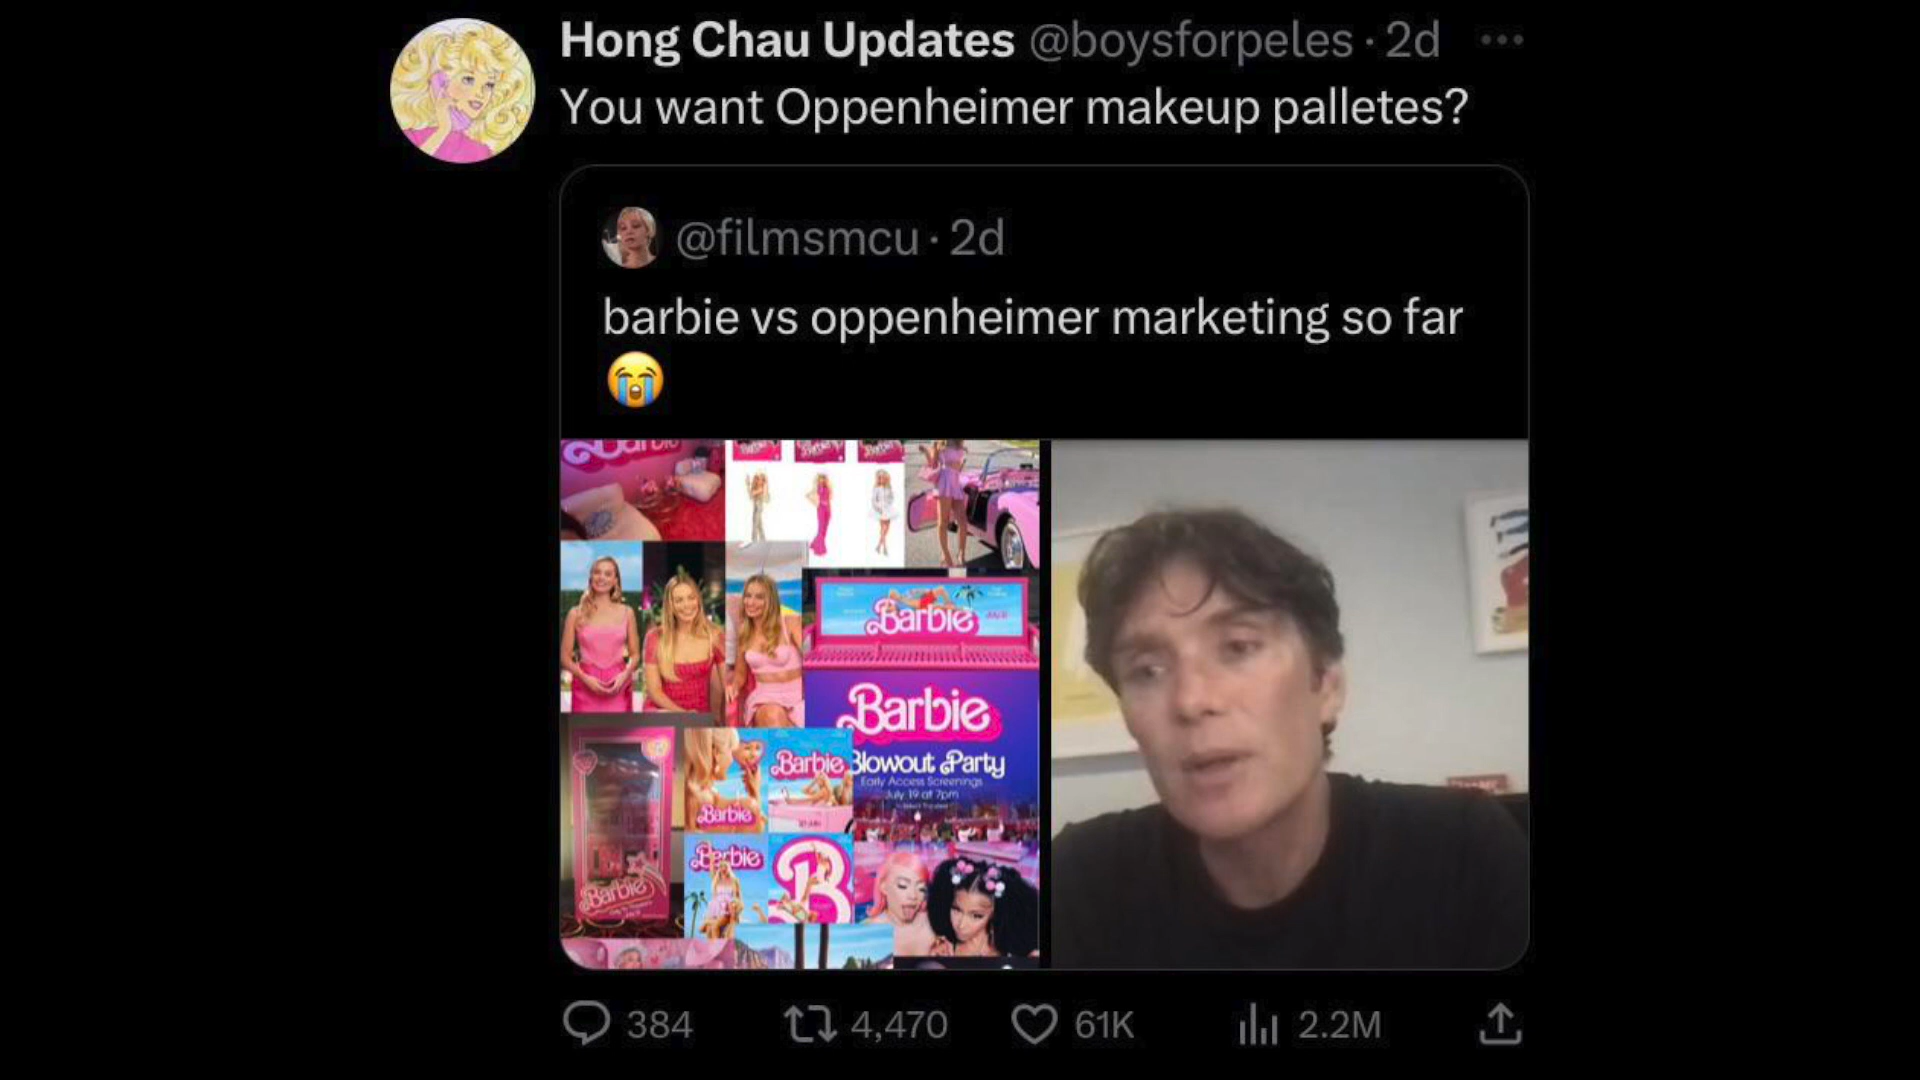 Hong Chau Updates @boysforpeles · 2d
You want Oppenheimer makeup palletes?
@filmsmcu · 2d
barbie vs oppenheimer marketing so far
😭
Barbie
Barbie
Barbie
Blowout Party
Early Access Screenings
July 19 at 7pm
Barbie
Barbie
Barbie
Barbie
B
384 4,470 61K 2.2M